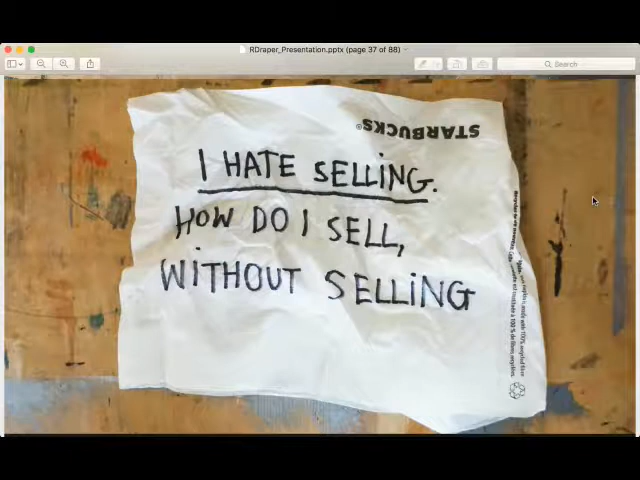 RDraper_Presentation.pptx (page 37 of 88)
Search
STARBUCKS®
I HATE SELLING.
HOW DO I SELL,
WITHOUT SELLING